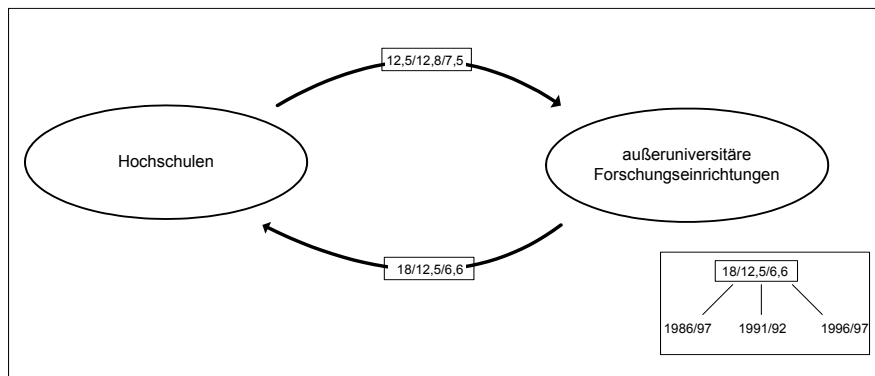 12,5/12,8/7,5
Hochschulen
außeruniversitäre
Forschungseinrichtungen
18/12,5/6,6
18/12,5/6,6
1986/97
1991/92
1996/97